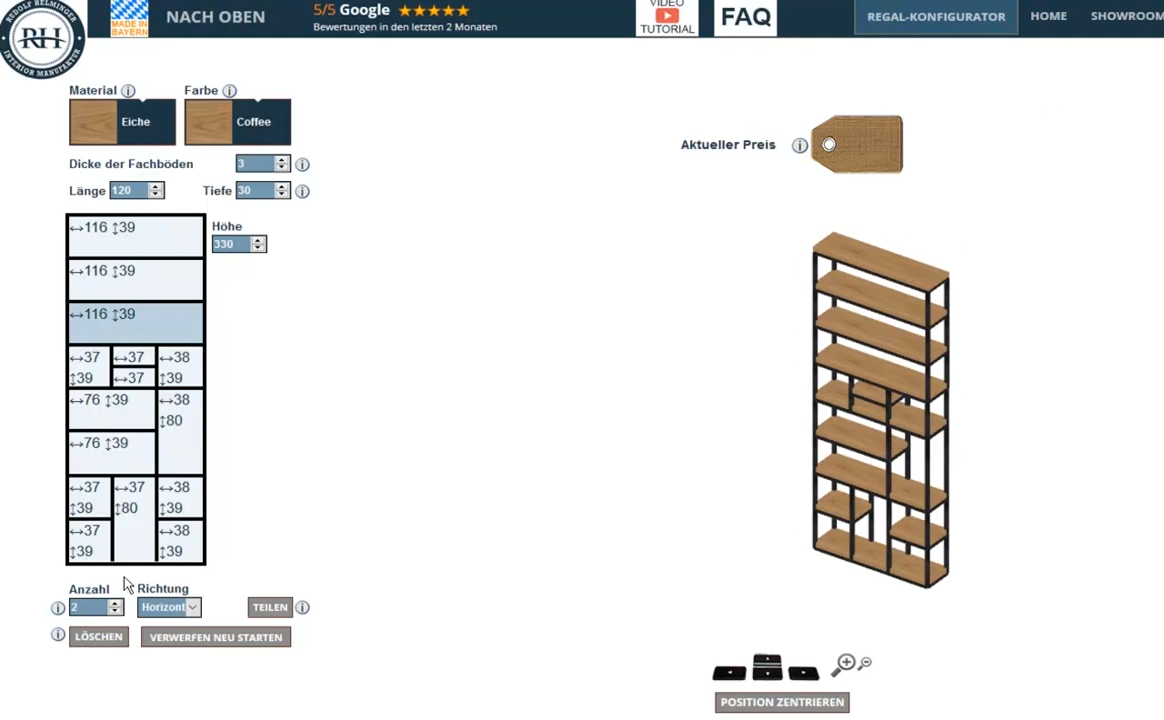 RUDOLF HELMINGER
RH
INTERIOR MANUFAKTUR
MADE IN
BAYERN
NACH OBEN
5/5 Google ★★★★★
Bewertungen in den letzten 2 Monaten
VIDEO
TUTORIAL
FAQ
REGAL-KONFIGURATOR
HOME
SHOWROOM
Material i
Farbe i
Eiche
Coffee
Dicke der Fachböden 3 i
Länge 120
Tiefe 30 i
Höhe
330
↔116 ↕39
↔116 ↕39
↔116 ↕39
↔37 ↔37 ↔38
↕39 ↔37 ↕39
↔76 ↕39 ↔38
↕80
↔76 ↕39
↔37 ↔37 ↔38
↕39 ↕80 ↕39
↔37 ↔38
↕39 ↕39
Anzahl Richtung
i 2 Horizont TEILEN i
i LÖSCHEN VERWERFEN NEU STARTEN
Aktueller Preis i
POSITION ZENTRIEREN